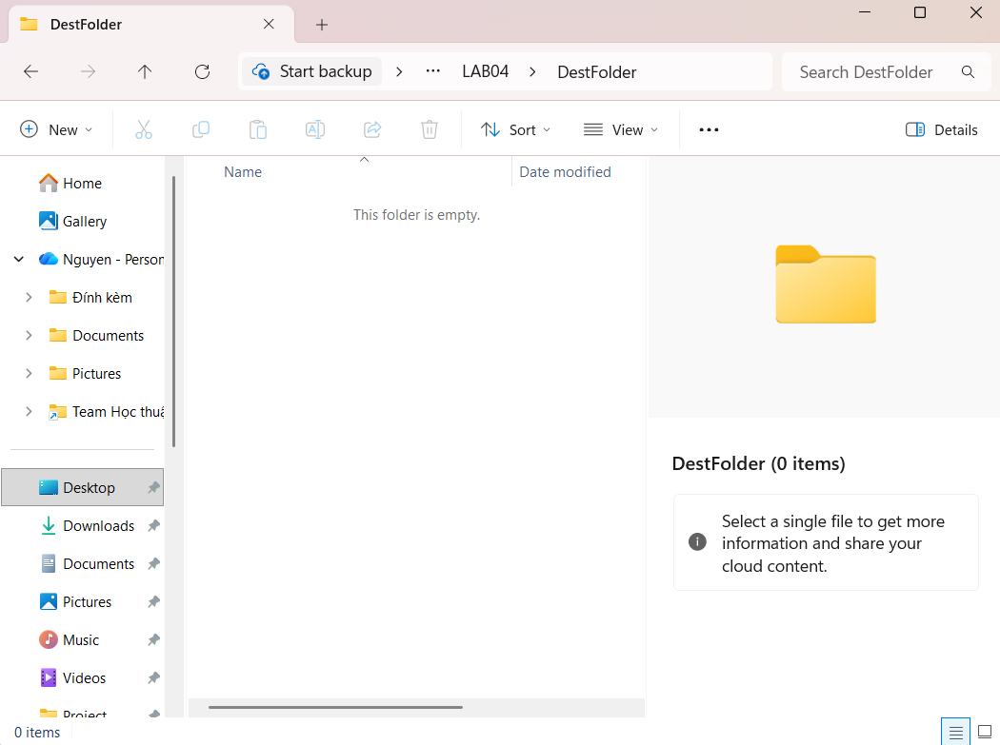 DestFolder
Start backup
LAB04
DestFolder
Search DestFolder
New
Sort
View
Details
Home
Gallery
Nguyen - Person
Đính kèm
Documents
Pictures
Team Học thuậ
Desktop
Downloads
Documents
Pictures
Music
Videos
Project
Name
Date modified
This folder is empty.
DestFolder (0 items)
Select a single file to get more
information and share your
cloud content.
0 items